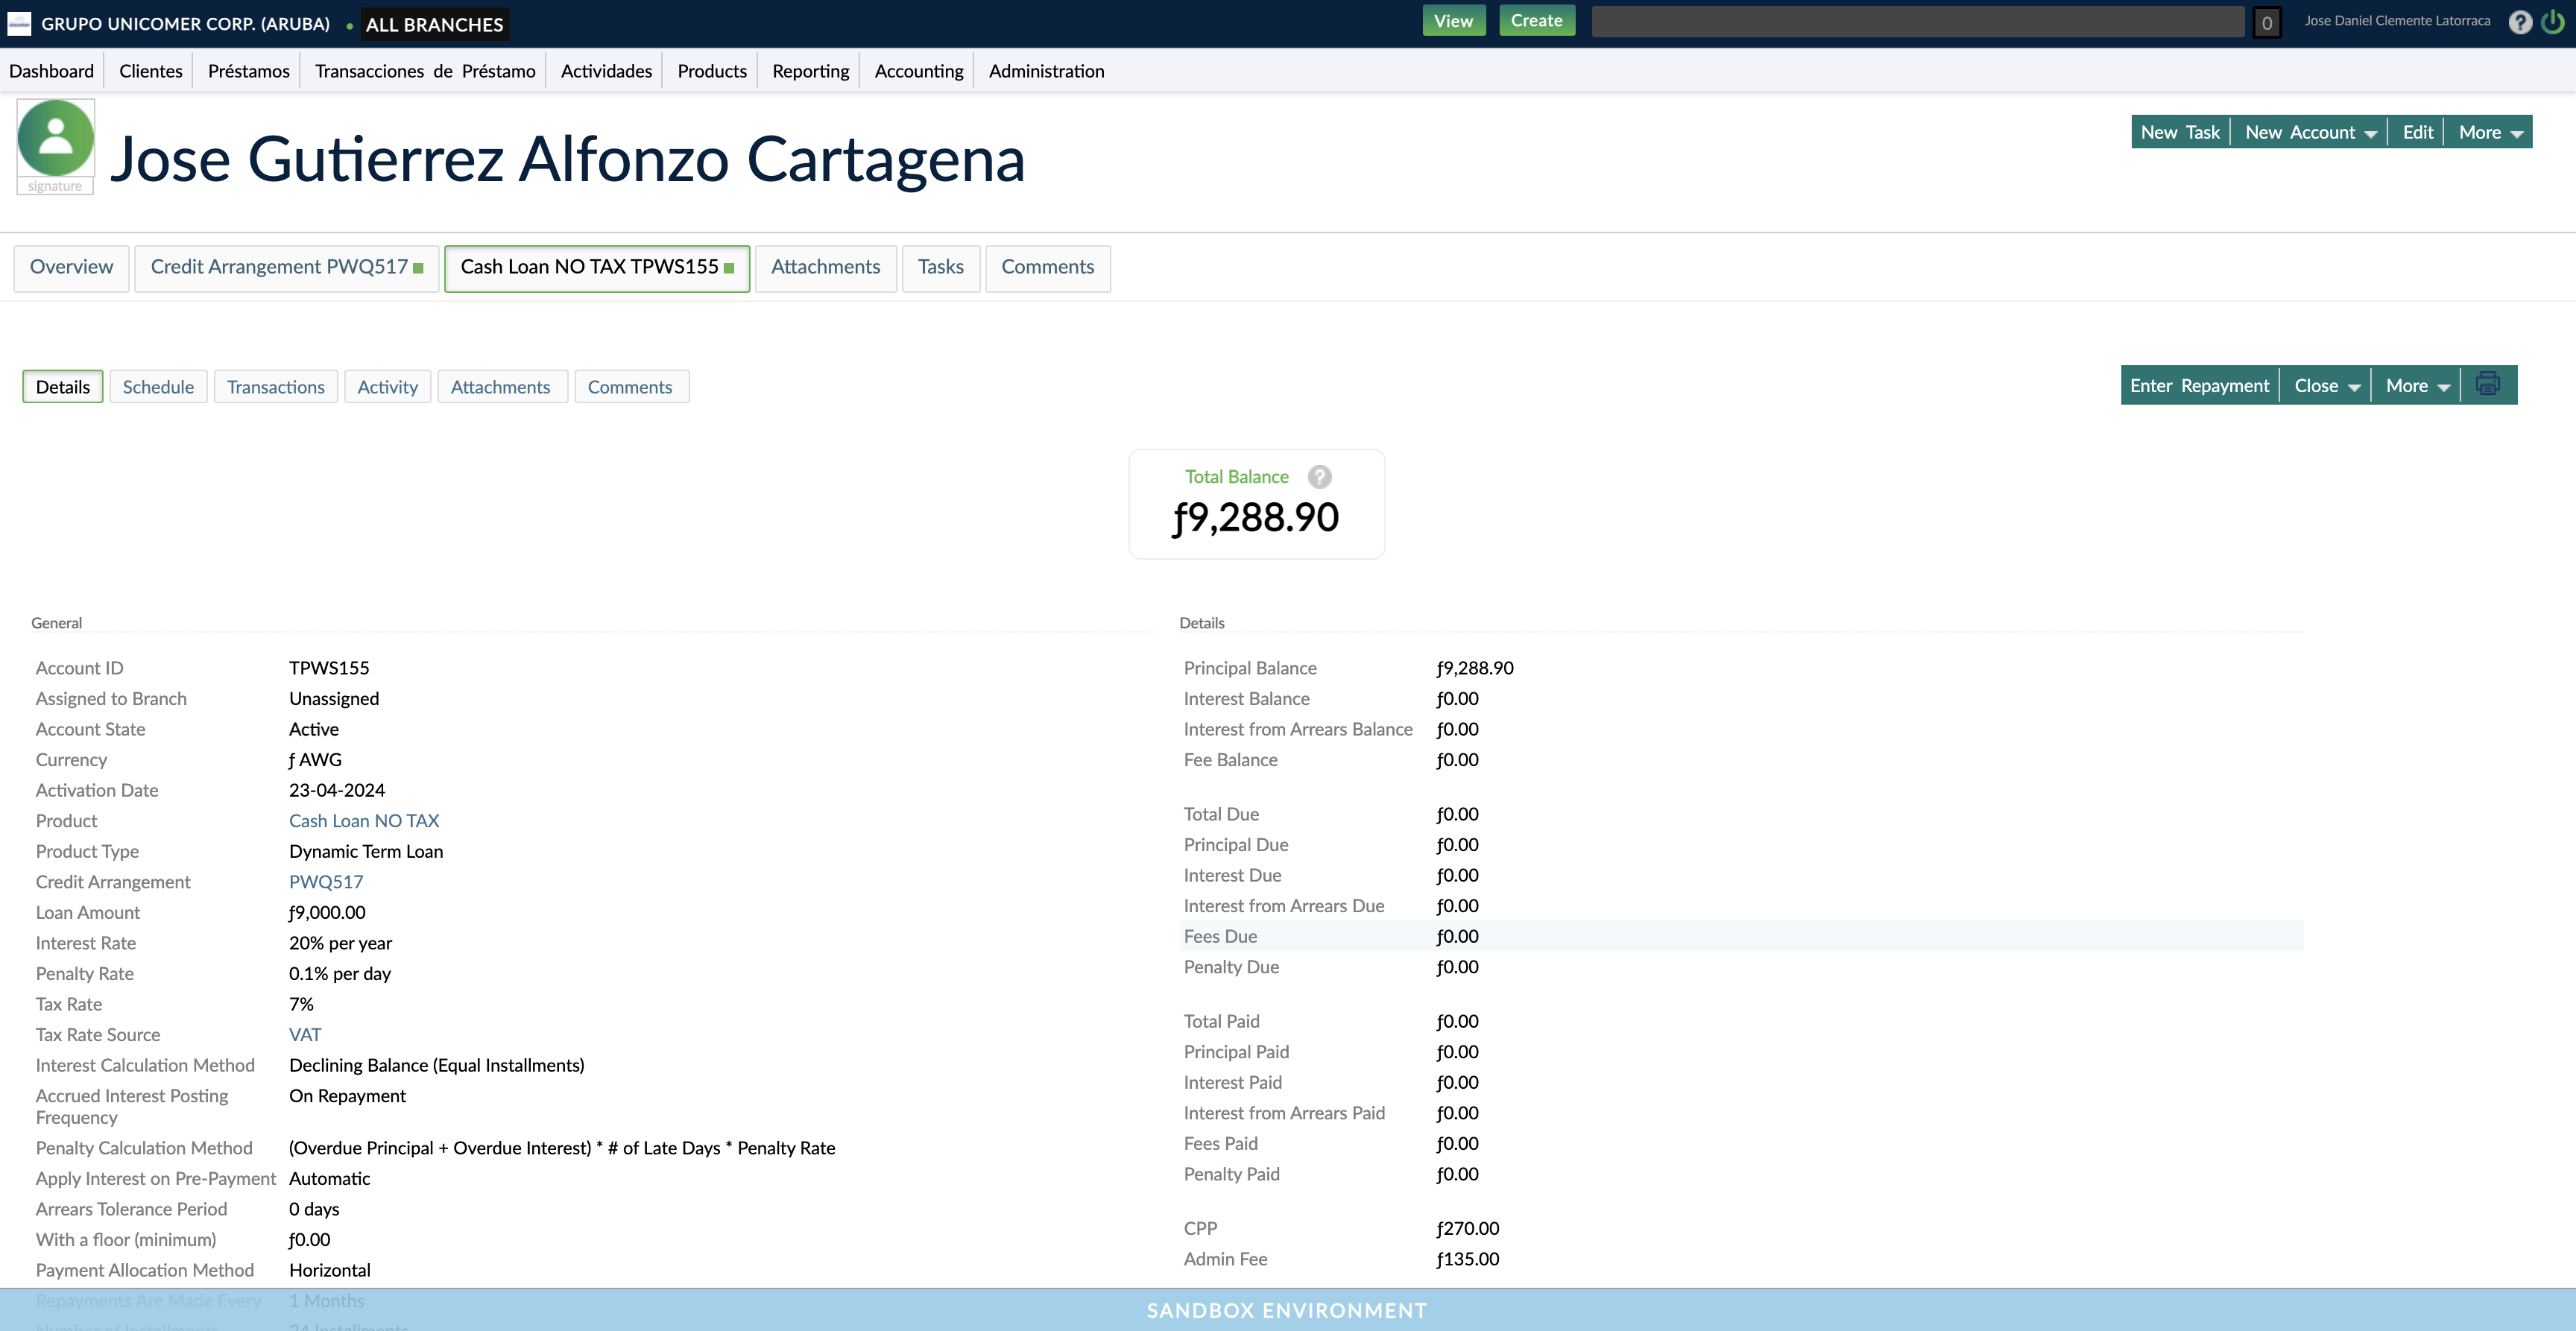 GRUPO UNICOMER CORP. (ARUBA) • ALL BRANCHES View Create 0 Jose Daniel Clemente Latorraca ?
Dashboard Clientes Préstamos Transacciones de Préstamo Actividades Products Reporting Accounting Administration
signature
Jose Gutierrez Alfonzo Cartagena
New Task New Account Edit More
Overview Credit Arrangement PWQ517 Cash Loan NO TAX TPWS155 Attachments Tasks Comments
Details Schedule Transactions Activity Attachments Comments
Enter Repayment Close More
Total Balance ?
ƒ9,288.90
General
Account ID TPWS155
Assigned to Branch Unassigned
Account State Active
Currency ƒ AWG
Activation Date 23-04-2024
Product Cash Loan NO TAX
Product Type Dynamic Term Loan
Credit Arrangement PWQ517
Loan Amount ƒ9,000.00
Interest Rate 20% per year
Penalty Rate 0.1% per day
Tax Rate 7%
Tax Rate Source VAT
Interest Calculation Method Declining Balance (Equal Installments)
Accrued Interest Posting
Frequency On Repayment
Penalty Calculation Method (Overdue Principal + Overdue Interest) * # of Late Days * Penalty Rate
Apply Interest on Pre-Payment Automatic
Arrears Tolerance Period 0 days
With a floor (minimum) ƒ0.00
Payment Allocation Method Horizontal
Repayments Are Made Every 1 Months
Number of Installments 24 Installments
Details
Principal Balance ƒ9,288.90
Interest Balance ƒ0.00
Interest from Arrears Balance ƒ0.00
Fee Balance ƒ0.00
Total Due ƒ0.00
Principal Due ƒ0.00
Interest Due ƒ0.00
Interest from Arrears Due ƒ0.00
Fees Due ƒ0.00
Penalty Due ƒ0.00
Total Paid ƒ0.00
Principal Paid ƒ0.00
Interest Paid ƒ0.00
Interest from Arrears Paid ƒ0.00
Fees Paid ƒ0.00
Penalty Paid ƒ0.00
CPP ƒ270.00
Admin Fee ƒ135.00
SANDBOX ENVIRONMENT